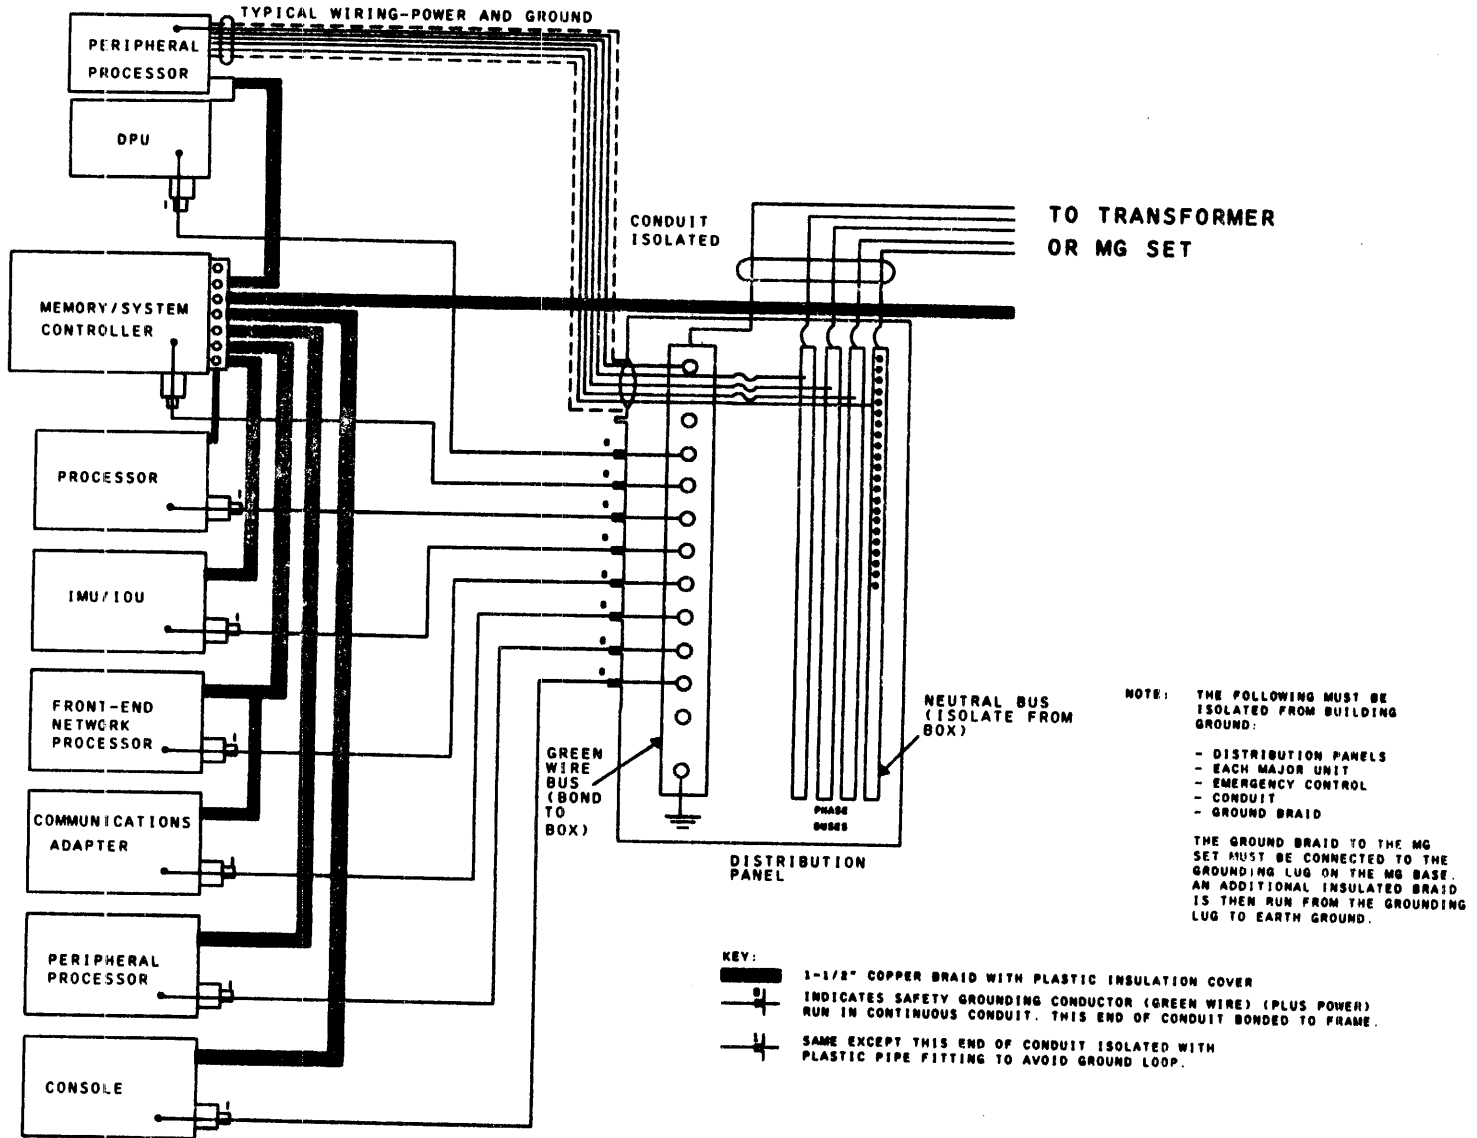 TYPICAL WIRING-POWER AND GROUND
PERIPHERAL
PROCESSOR
DPU
CONDUIT
ISOLATED
TO TRANSFORMER
OR MG SET
MEMORY/SYSTEM
CONTROLLER
PROCESSOR
IMU/IOU
FRONT-END
NETWORK
PROCESSOR
COMMUNICATIONS
ADAPTER
PERIPHERAL
PROCESSOR
CONSOLE
GREEN
WIRE
BUS
(BOND
TO
BOX)
PHASE
BUSES
DISTRIBUTION
PANEL
NEUTRAL BUS
(ISOLATE FROM
BOX)
NOTE: THE FOLLOWING MUST BE
ISOLATED FROM BUILDING
GROUND:
- DISTRIBUTION PANELS
- EACH MAJOR UNIT
- EMERGENCY CONTROL
- CONDUIT
- GROUND BRAID
THE GROUND BRAID TO THE MG
SET MUST BE CONNECTED TO THE
GROUNDING LUG ON THE MG BASE.
AN ADDITIONAL INSULATED BRAID
IS THEN RUN FROM THE GROUNDING
LUG TO EARTH GROUND.
KEY:
1-1/2" COPPER BRAID WITH PLASTIC INSULATION COVER
INDICATES SAFETY GROUNDING CONDUCTOR (GREEN WIRE) (PLUS POWER)
RUN IN CONTINUOUS CONDUIT. THIS END OF CONDUIT BONDED TO FRAME.
SAME EXCEPT THIS END OF CONDUIT ISOLATED WITH
PLASTIC PIPE FITTING TO AVOID GROUND LOOP.